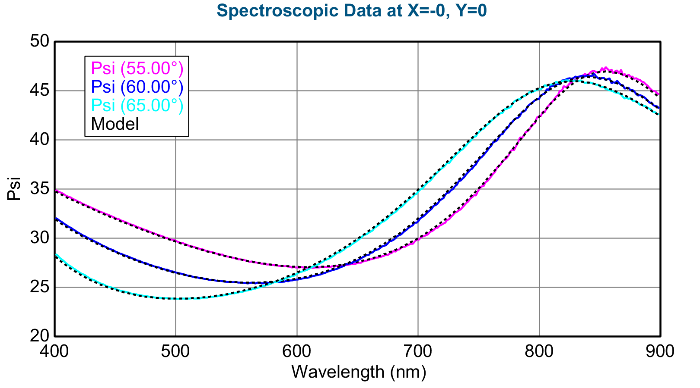 Spectroscopic Data at X=-0, Y=0
50
45
40
35
30
25
20
Psi
Psi (55.00°)
Psi (60.00°)
Psi (65.00°)
Model
400 500 600 700 800 900
Wavelength (nm)